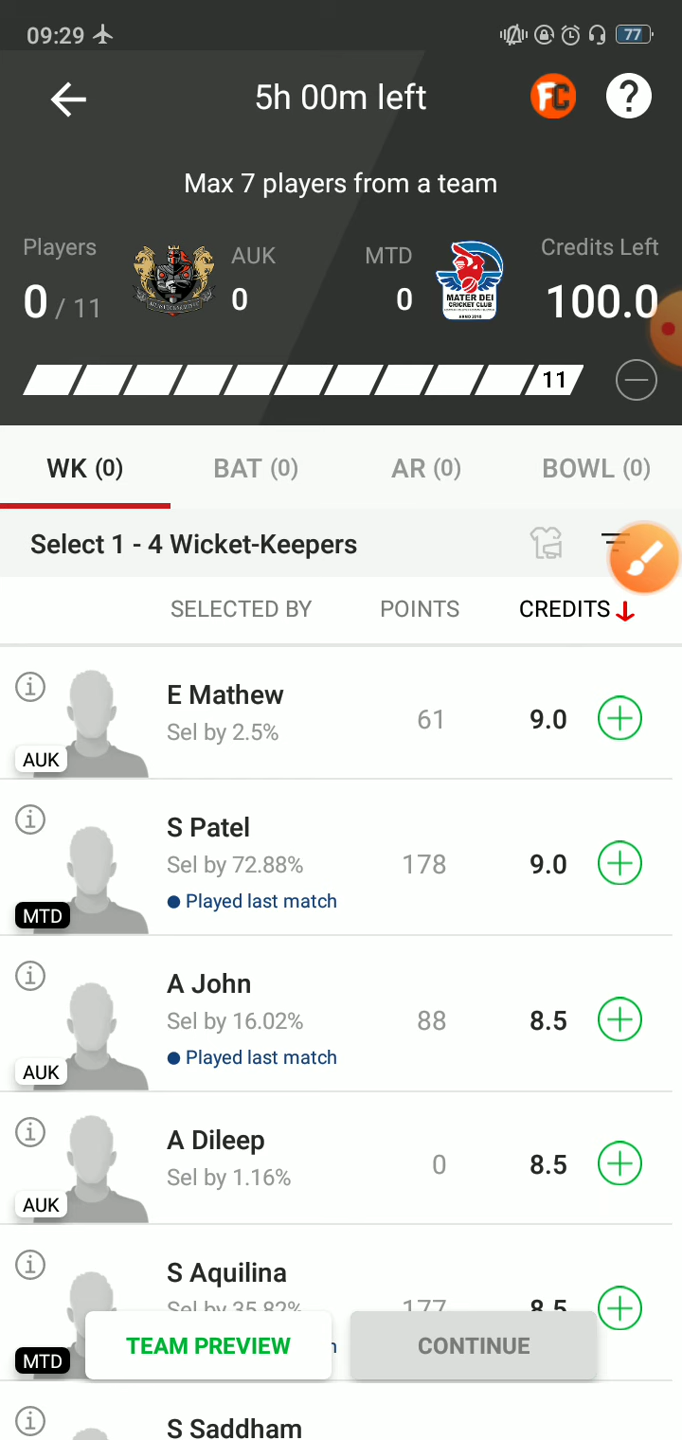 09:29
77
5h 00m left
FC
?
Max 7 players from a team
Players
AUK
MTD
Credits Left
0 / 11
0
0
100.0
MATER DEI
CRICKET CLUB
11
WK (0)
BAT (0)
AR (0)
BOWL (0)
Select 1 - 4 Wicket-Keepers
SELECTED BY
POINTS
CREDITS
E Mathew
Sel by 2.5%
61
9.0
AUK
S Patel
Sel by 72.88%
178
9.0
Played last match
MTD
A John
Sel by 16.02%
88
8.5
Played last match
AUK
A Dileep
Sel by 1.16%
0
8.5
AUK
S Aquilina
Sel by 35.82%
177
8.5
MTD
TEAM PREVIEW
CONTINUE
S Saddham